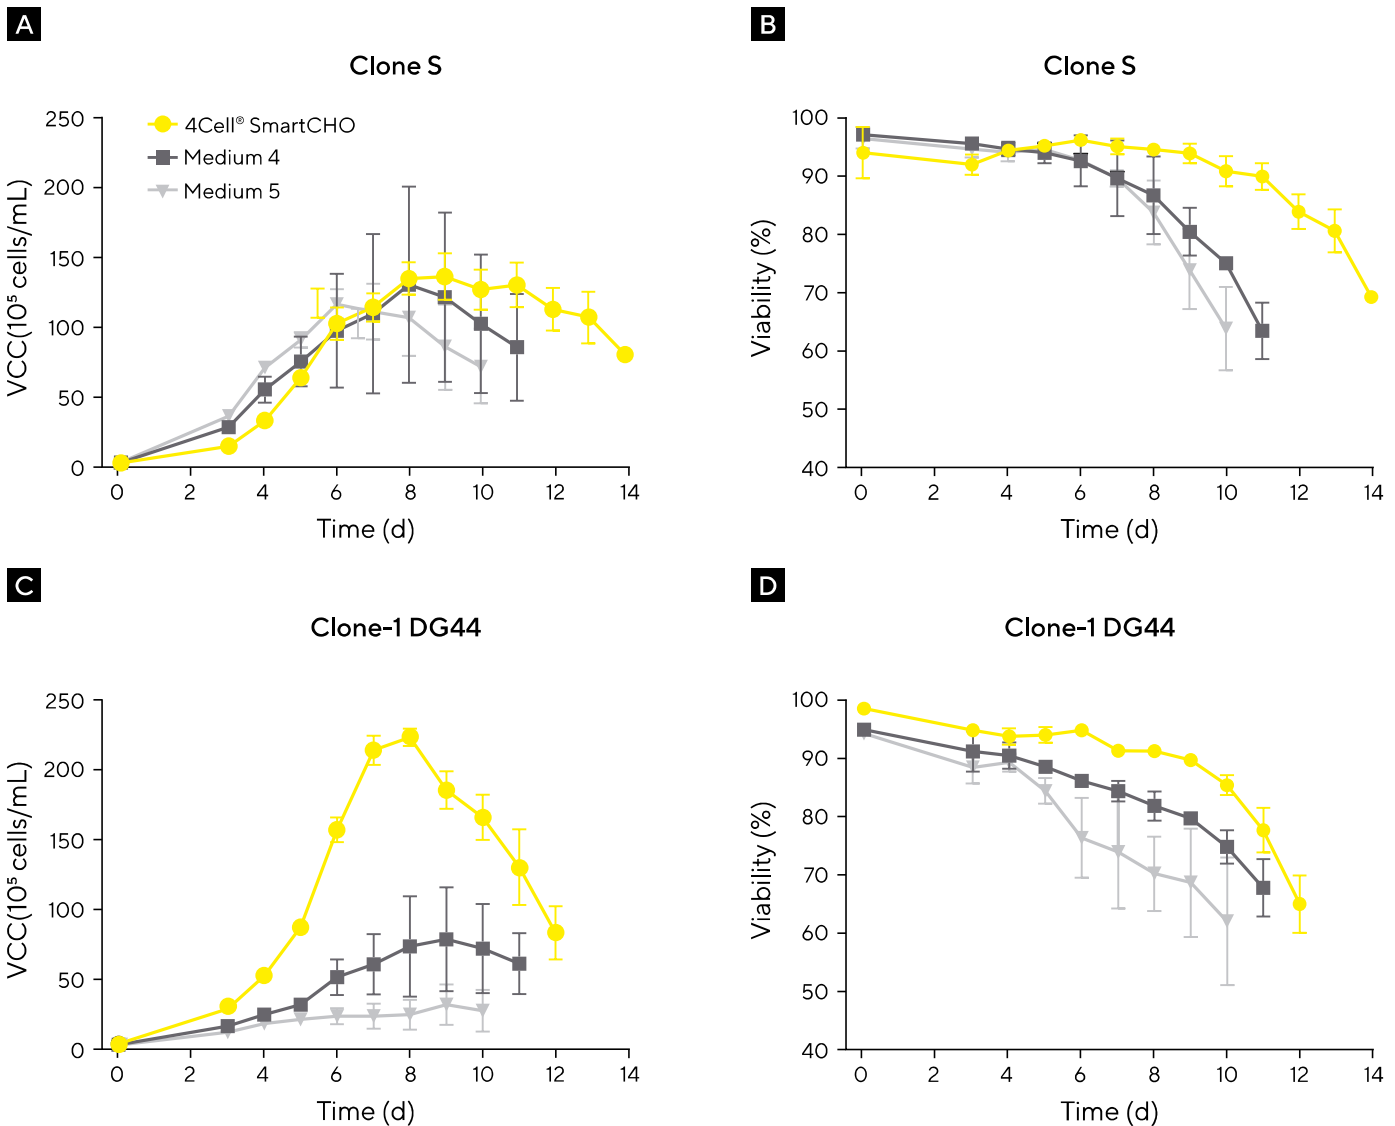 A
Clone S
250
200
150
100
50
0
VCC(10⁵ cells/mL)
4Cell® SmartCHO
Medium 4
Medium 5
0 2 4 6 8 10 12 14
Time (d)
B
Clone S
100
90
80
70
60
50
40
Viability (%)
0 2 4 6 8 10 12 14
Time (d)
C
Clone-1 DG44
250
200
150
100
50
0
VCC(10⁵ cells/mL)
0 2 4 6 8 10 12 14
Time (d)
D
Clone-1 DG44
100
90
80
70
60
50
40
Viability (%)
0 2 4 6 8 10 12 14
Time (d)